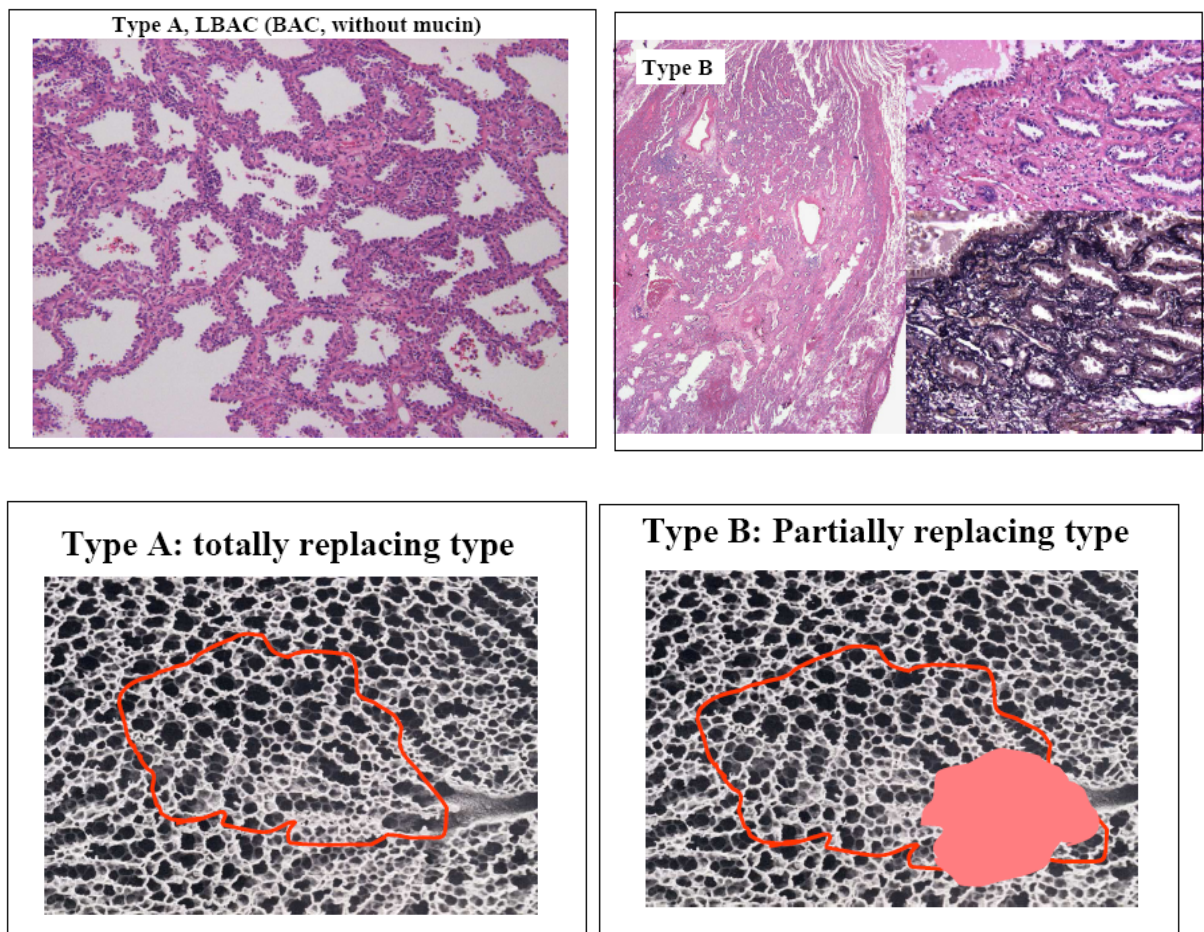 Type A, LBAC (BAC, without mucin)
Type B
Type A: totally replacing type
Type B: Partially replacing type